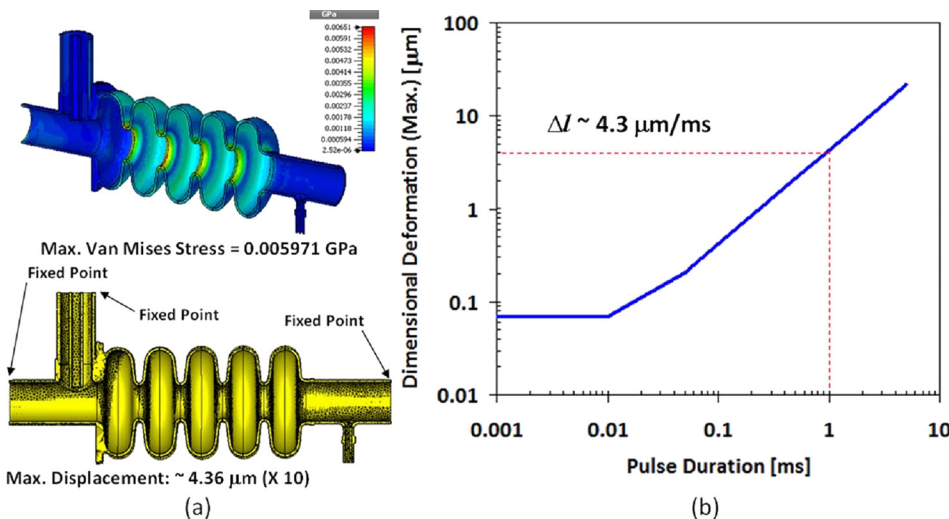 GPa
0.00651
0.00591
0.00532
0.00473
0.00414
0.00355
0.00296
0.00237
0.00178
0.00118
0.000594
2.52e-06
Max. Van Mises Stress = 0.005971 GPa
Fixed Point
Fixed Point
Fixed Point
Max. Displacement: ~ 4.36 µm (X 10)
(a)
Dimensional Deformation (Max.) [µm]
100
10
1
0.1
0.01
Δl ~ 4.3 µm/ms
0.001
0.01
0.1
1
10
Pulse Duration [ms]
(b)